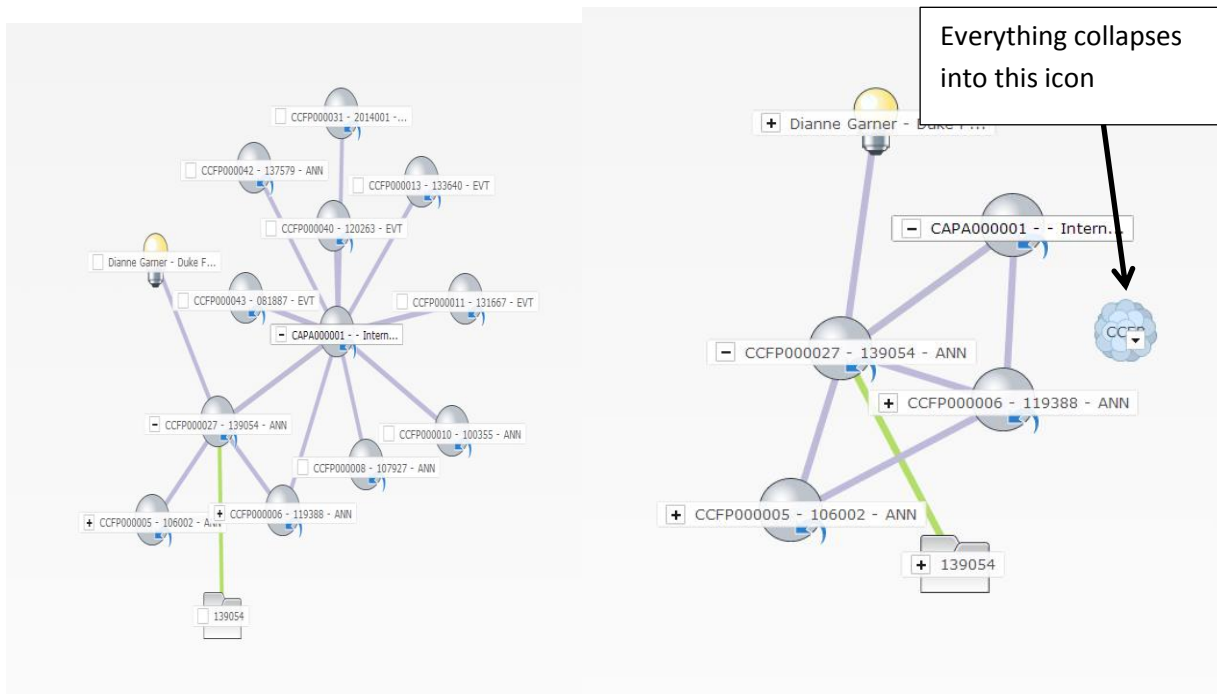 CCFP000031 - 2014001 -...
CCFP000042 - 137579 - ANN
CCFP000013 - 133640 - EVT
CCFP000040 - 120263 - EVT
Dianne Garner - Duke F...
CCFP000043 - 081887 - EVT
CCFP000011 - 131667 - EVT
- CAPA000001 - - Intern...
- CCFP000027 - 139054 - ANN
CCFP000010 - 100355 - ANN
CCFP000008 - 107927 - ANN
+ CCFP000005 - 106002 - ANN
+ CCFP000006 - 119388 - ANN
139054
Everything collapses
into this icon
+ Dianne Garner - Duke F...
- CAPA000001 - - Intern...
CCFP
- CCFP000027 - 139054 - ANN
+ CCFP000006 - 119388 - ANN
+ CCFP000005 - 106002 - ANN
+ 139054